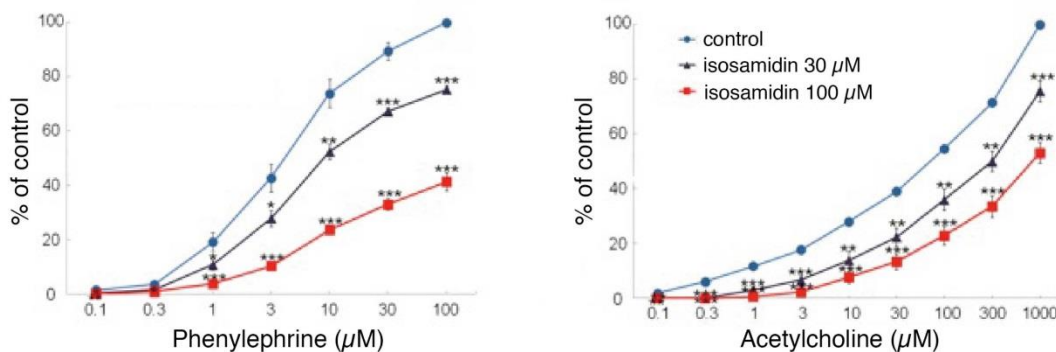 % of control
100
80
60
40
20
0
0.1 0.3 1 3 10 30 100
Phenylephrine (µM)
* * ** *** ***
*** *** *** *** ***
% of control
100
80
60
40
20
0
0.1 0.3 1 3 10 30 100 300 1000
Acetylcholine (µM)
control
isosamidin 30 µM
isosamidin 100 µM
*** *** *** ** ** ** ** ***
*** *** *** *** *** *** *** ***